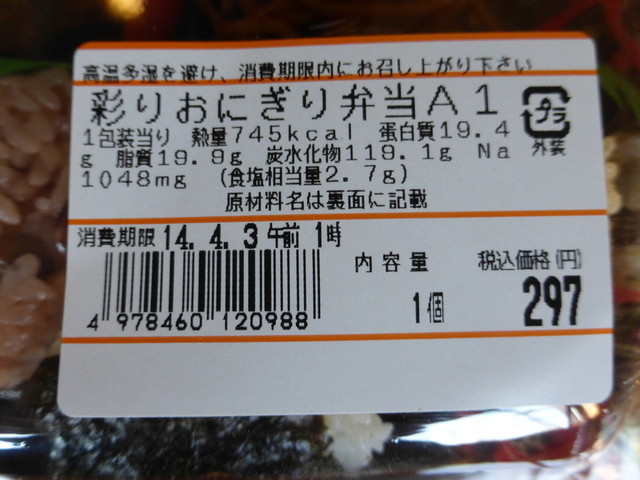 高温多湿を避け、消費期限内にお召し上がり下さい
彩りおにぎり弁当A1
プラ
外装
1包装当り 熱量745kcal 蛋白質19.4
g 脂質19.9g 炭水化物119.1g Na
1048mg (食塩相当量2.7g)
原材料名は裏面に記載
消費期限 14.4.3午前1時
内容量 税込価格(円)
1個 297
4 978460 120988